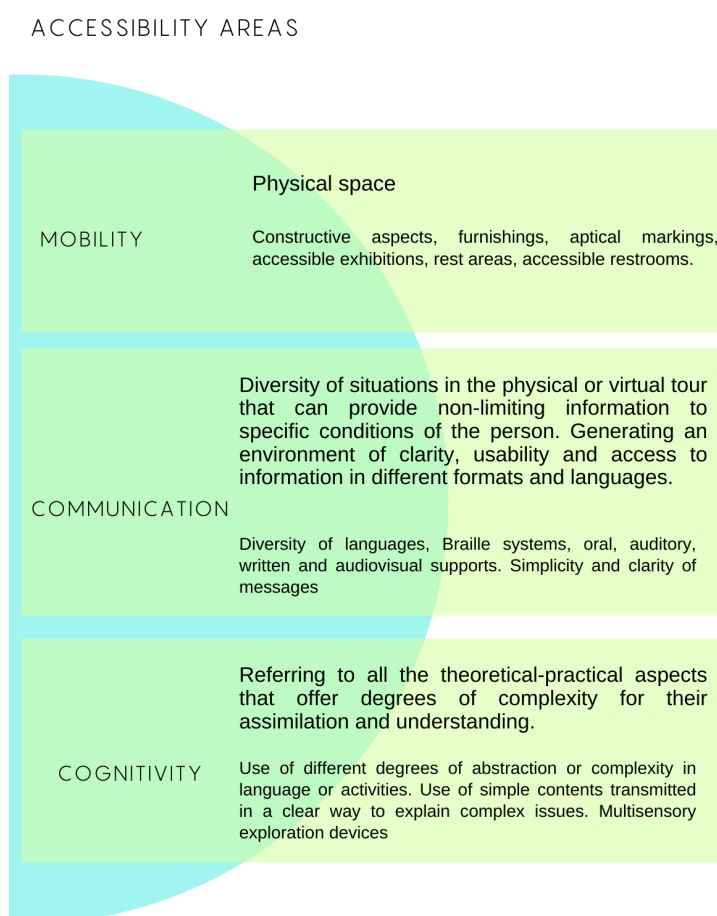 ACCESSIBILITY AREAS
Physical space
MOBILITY
Constructive aspects, furnishings, aptical markings,
accessible exhibitions, rest areas, accessible restrooms.
Diversity of situations in the physical or virtual tour
that can provide non-limiting information to
specific conditions of the person. Generating an
environment of clarity, usability and access to
information in different formats and languages.
COMMUNICATION
Diversity of languages, Braille systems, oral, auditory,
written and audiovisual supports. Simplicity and clarity of
messages
Referring to all the theoretical-practical aspects
that offer degrees of complexity for their
assimilation and understanding.
COGNITIVITY
Use of different degrees of abstraction or complexity in
language or activities. Use of simple contents transmitted
in a clear way to explain complex issues. Multisensory
exploration devices